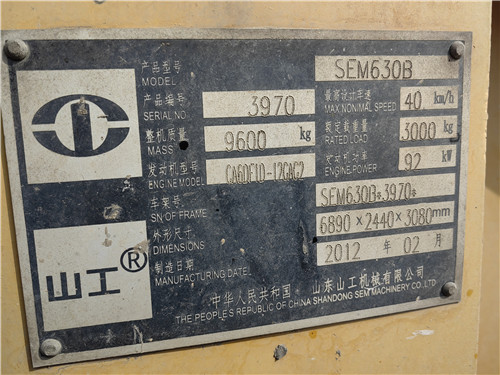 产品型号 SEM630B
MODEL
产品编号 3970 最高设计车速 40 km/h
SERIAL NO MAX NONIMAL SPEED
整机质量 9600 kg 额定载重量 3000 kg
MASS RATED LOAD
发动机型号 CA6DF1D-12GAG2 发动机功率 92 kW
ENGINE MODEL ENGINE-POWER
车架号 SEM630B*3970*
SN.OF FRAME
外形尺寸 6890×2440×3080mm
DIMENSIONS
制造日期 2012 年 02 月
MANUFACTURING DATE
山工®
中华人民共和国 山东山工机械有限公司
THE PEOPLE'S REPUBLIC OF CHINA SHANDONG SEM MACHINERY CO.,LTD